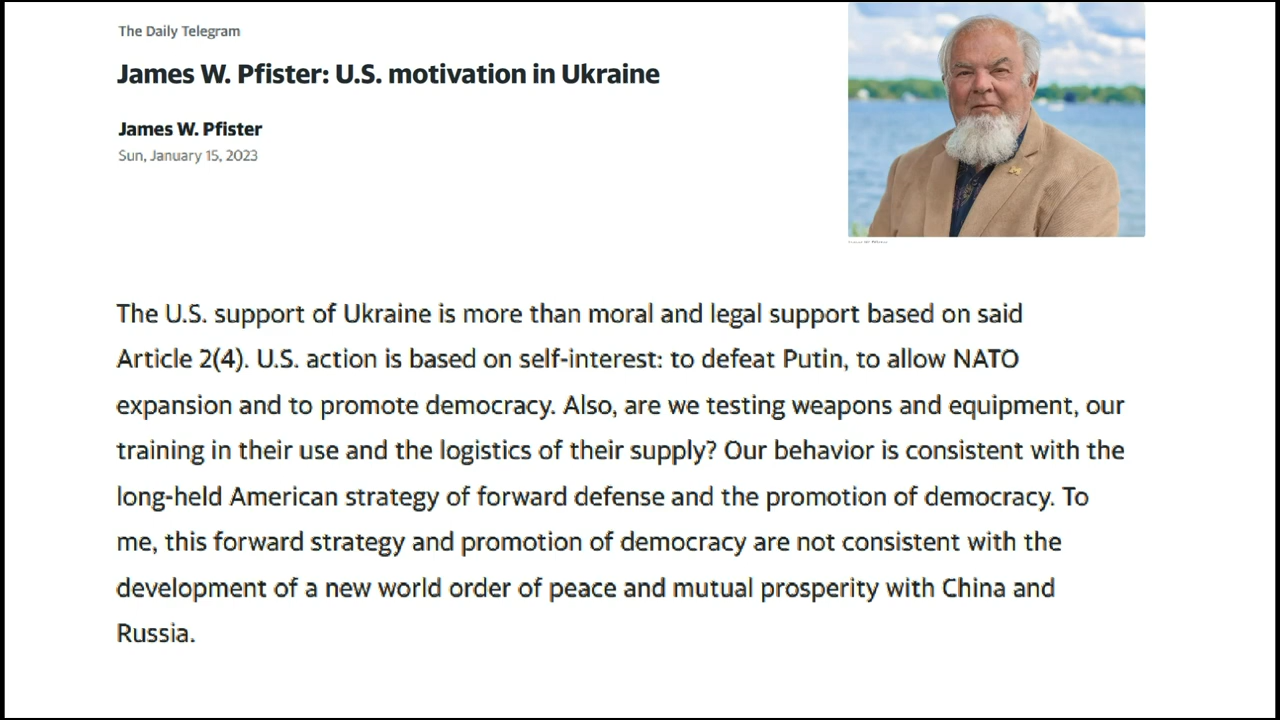 The Daily Telegram
James W. Pfister: U.S. motivation in Ukraine
James W. Pfister
Sun, January 15, 2023
James W. Pfister
The U.S. support of Ukraine is more than moral and legal support based on said
Article 2(4). U.S. action is based on self-interest: to defeat Putin, to allow NATO
expansion and to promote democracy. Also, are we testing weapons and equipment, our
training in their use and the logistics of their supply? Our behavior is consistent with the
long-held American strategy of forward defense and the promotion of democracy. To
me, this forward strategy and promotion of democracy are not consistent with the
development of a new world order of peace and mutual prosperity with China and
Russia.